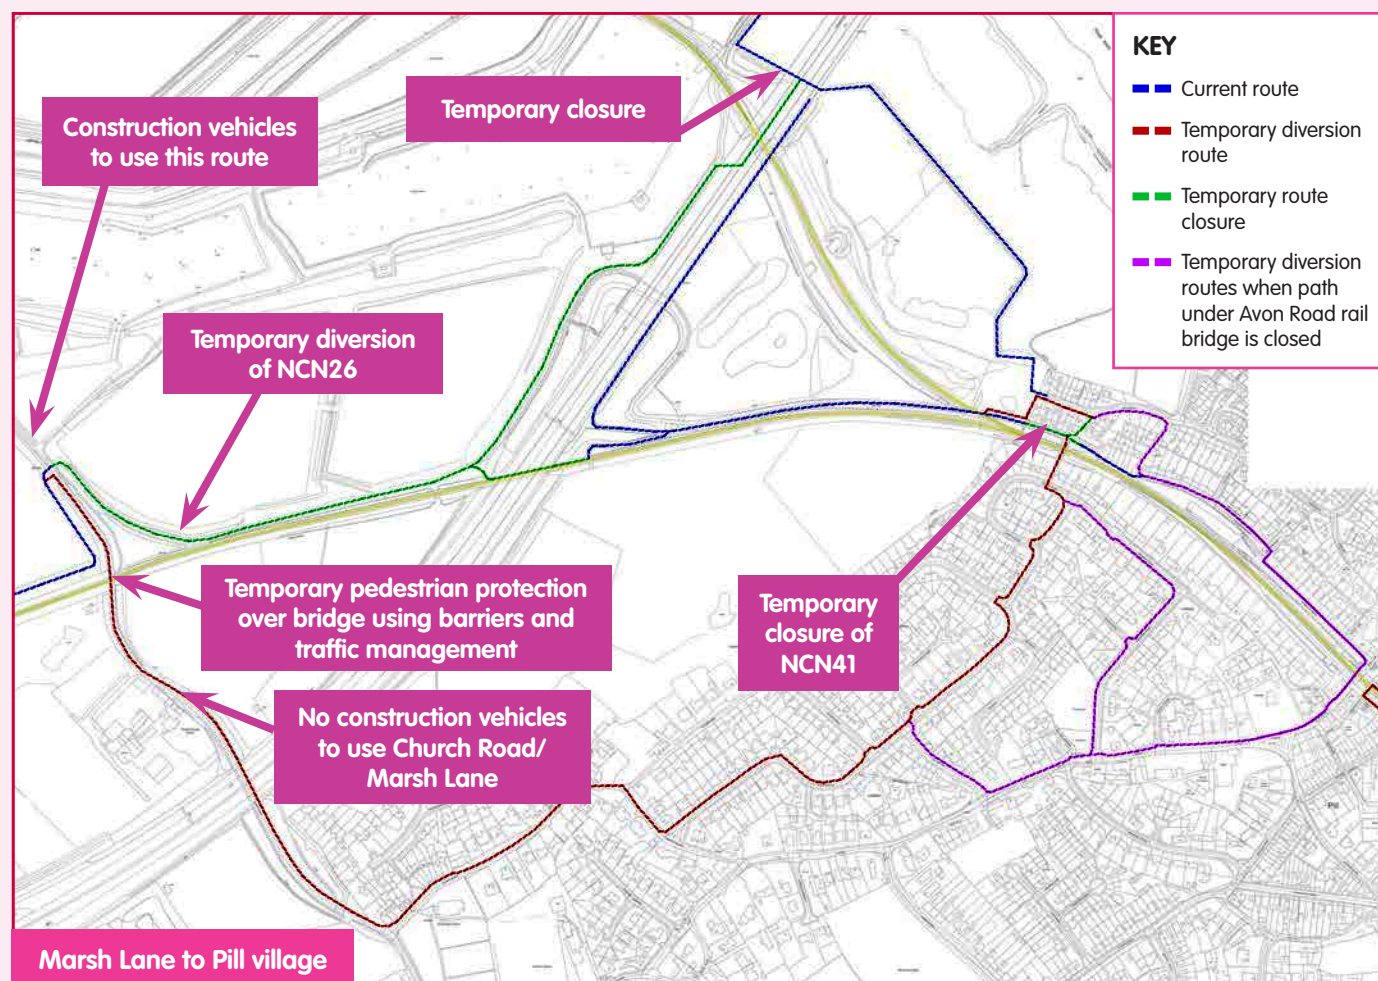 Construction vehicles
to use this route
Temporary closure
KEY
Current route
Temporary diversion
route
Temporary route
closure
Temporary diversion
routes when path
under Avon Road rail
bridge is closed
Temporary diversion
of NCN26
Temporary pedestrian protection
over bridge using barriers and
traffic management
Temporary
closure of
NCN41
No construction vehicles
to use Church Road/
Marsh Lane
Pill
Marsh Lane to Pill village